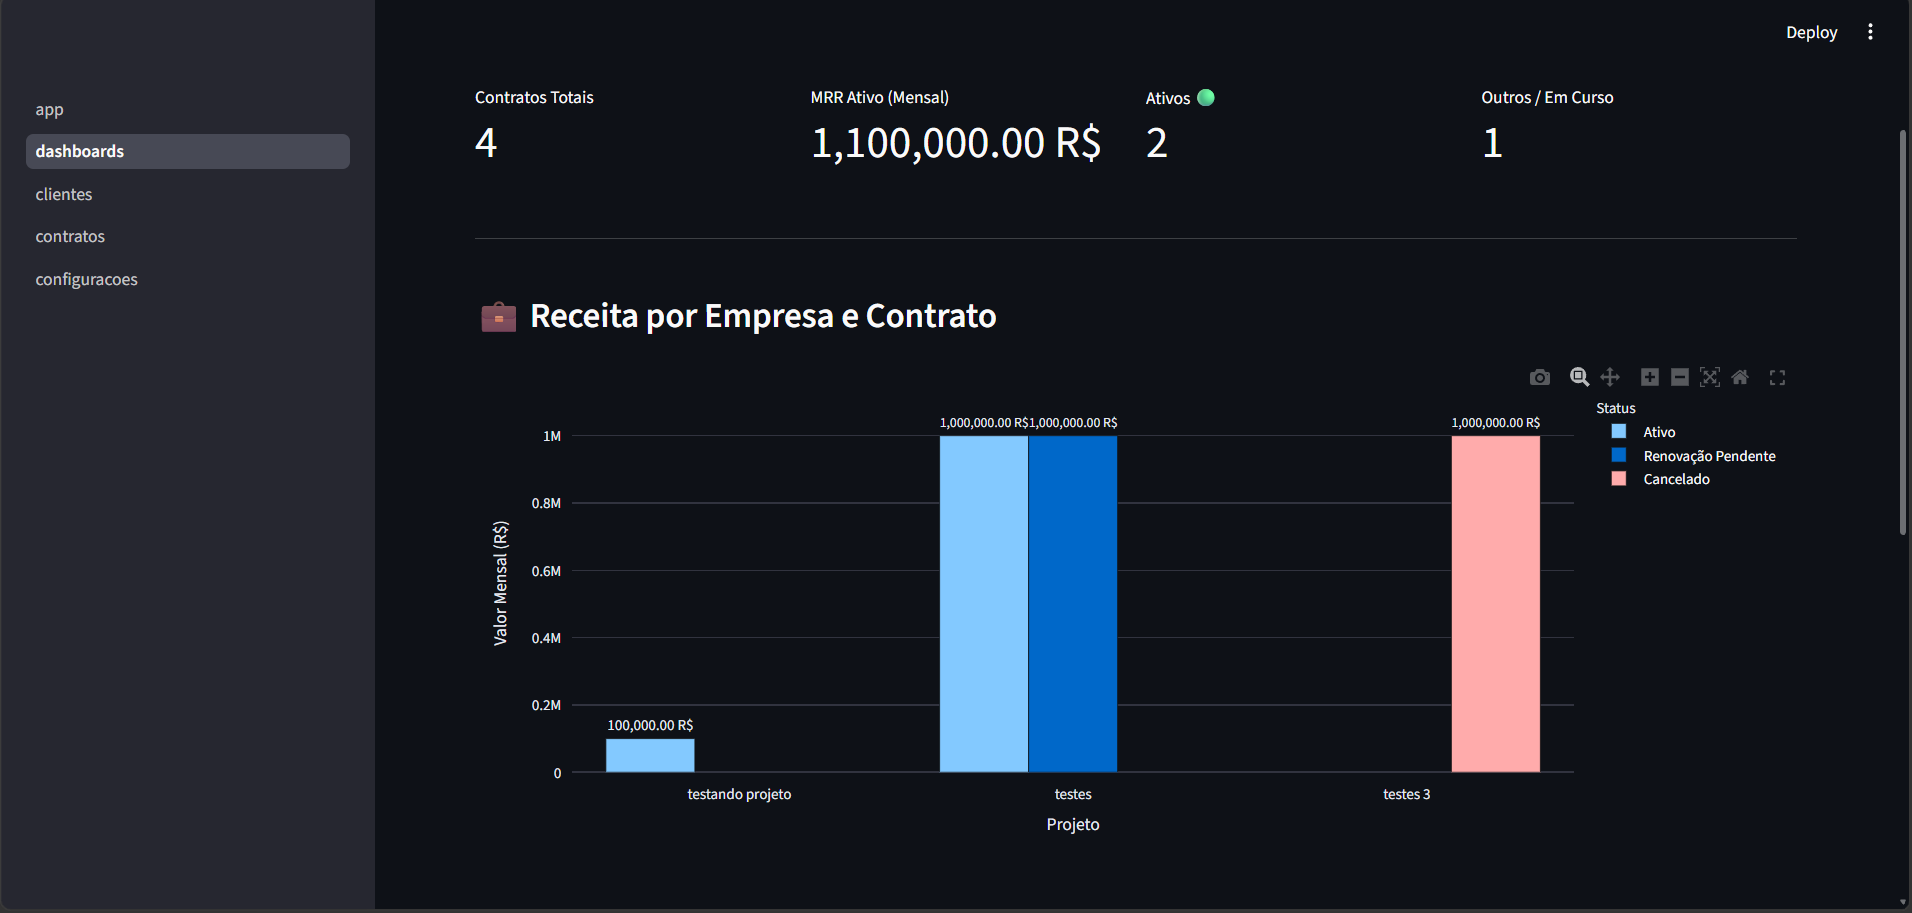 Deploy
app
dashboards
clientes
contratos
configuracoes
Contratos Totais
4
MRR Ativo (Mensal)
1,100,000.00 R$
Ativos
2
Outros / Em Curso
1
Receita por Empresa e Contrato
Status
Ativo
Renovação Pendente
Cancelado
1,000,000.00 R$
1,000,000.00 R$
1,000,000.00 R$
100,000.00 R$
Valor Mensal (R$)
1M
0.8M
0.6M
0.4M
0.2M
0
testando projeto
testes
testes 3
Projeto